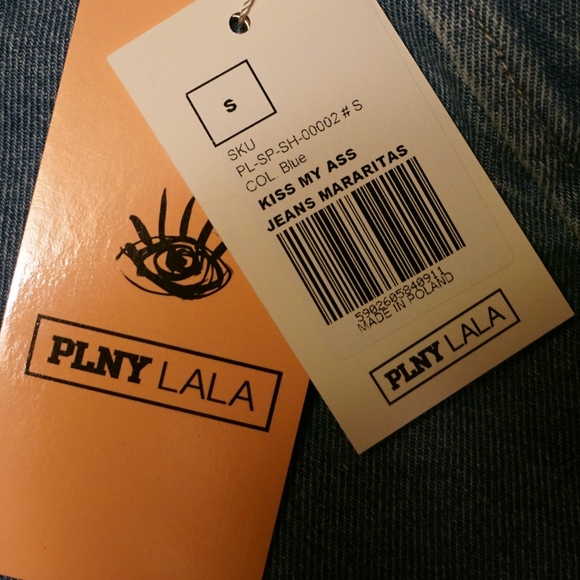 S
SKU
PL-SP-SH-00002 # S
COL. Blue
KISS MY ASS
JEANS MARARITAS
5902605840911
MADE IN POLAND
PLNY LALA
PLNY LALA